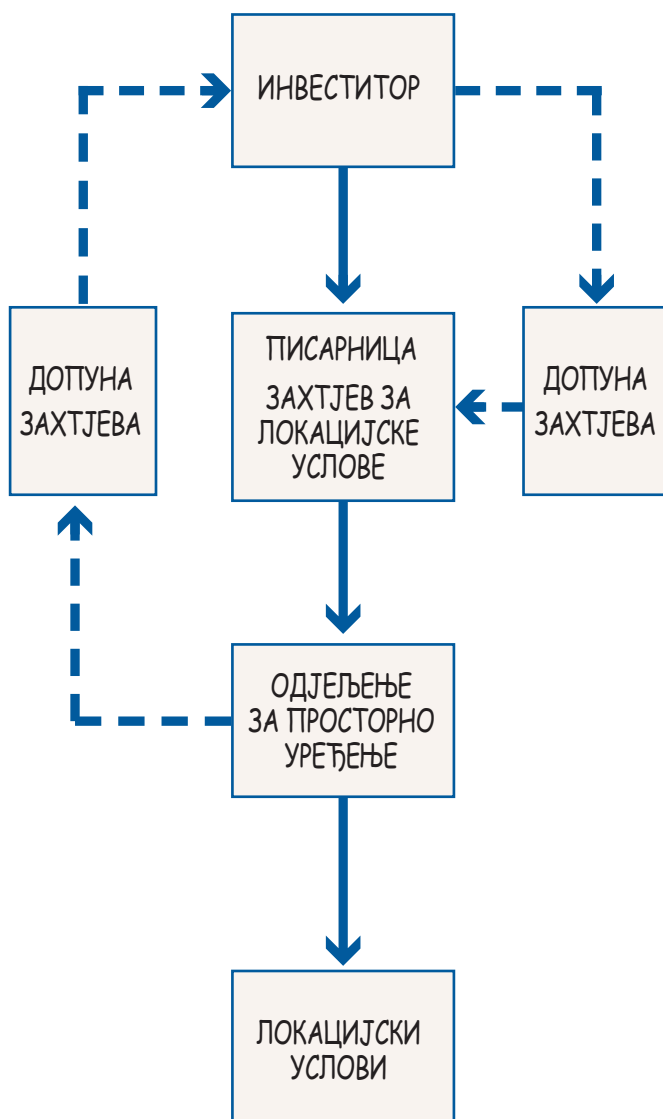 ИНВЕСТИТОР
ДОПУНА
ЗАХТЈЕВА
ПИСАРНИЦА
ЗАХТЈЕВ ЗА
ЛОКАЦИЈСКЕ
УСЛОВЕ
ДОПУНА
ЗАХТЈЕВА
ОДЈЕЉЕЊЕ
ЗА ПРОСТОРНО
УРЕЂЕЊЕ
ЛОКАЦИЈСКИ
УСЛОВИ